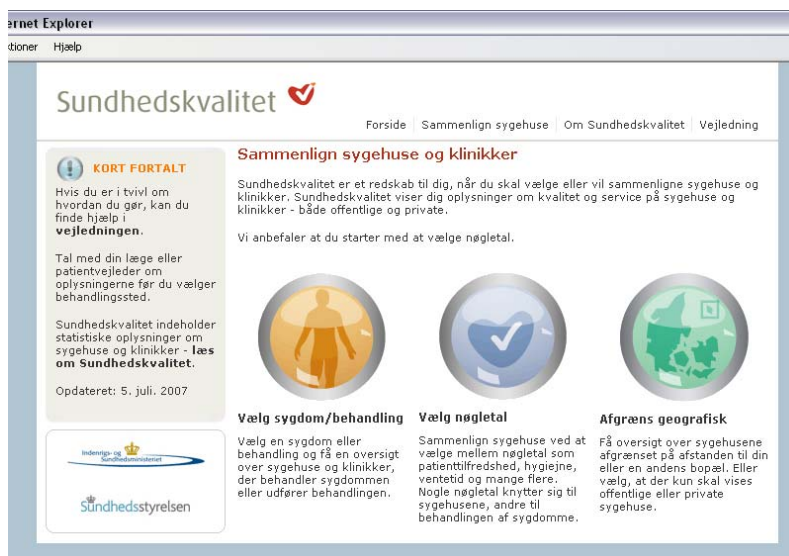 ernet Explorer
ktioner Hjælp
Sundhedskvalitet
Forside Sammenlign sygehuse Om Sundhedskvalitet Vejledning
KORT FORTALT
Hvis du er i tvivl om
hvordan du gør, kan du
finde hjælp i
vejledningen.
Tal med din læge eller
patientvejleder om
oplysningerne før du vælger
behandlingssted.
Sundhedskvalitet indeholder
statistiske oplysninger om
sygehuse og klinikker - læs
om Sundhedskvalitet.
Opdateret: 5. juli. 2007
Indenrigs- og
Sundhedsministeriet
Sundhedsstyrelsen
Sammenlign sygehuse og klinikker
Sundhedskvalitet er et redskab til dig, når du skal vælge eller vil sammenligne sygehuse og
klinikker. Sundhedskvalitet viser dig oplysninger om kvalitet og service på sygehuse og
klinikker - både offentlige og private.
Vi anbefaler at du starter med at vælge nøgletal.
Vælg sygdom/behandling
Vælg en sygdom eller
behandling og få en oversigt
over sygehuse og klinikker,
der behandler sygdommen
eller udfører behandlingen.
Vælg nøgletal
Sammenlign sygehuse ved at
vælge mellem nøgletal som
patienttilfredshed, hygiejne,
ventetid og mange flere.
Nogle nøgletal knytter sig til
sygehusene, andre til
behandlingen af sygdomme.
Afgræns geografisk
Få oversigt over sygehusene
afgrænset på afstanden til din
eller en andens bopæl. Eller
vælg, at der kun skal vises
offentlige eller private
sygehuse.